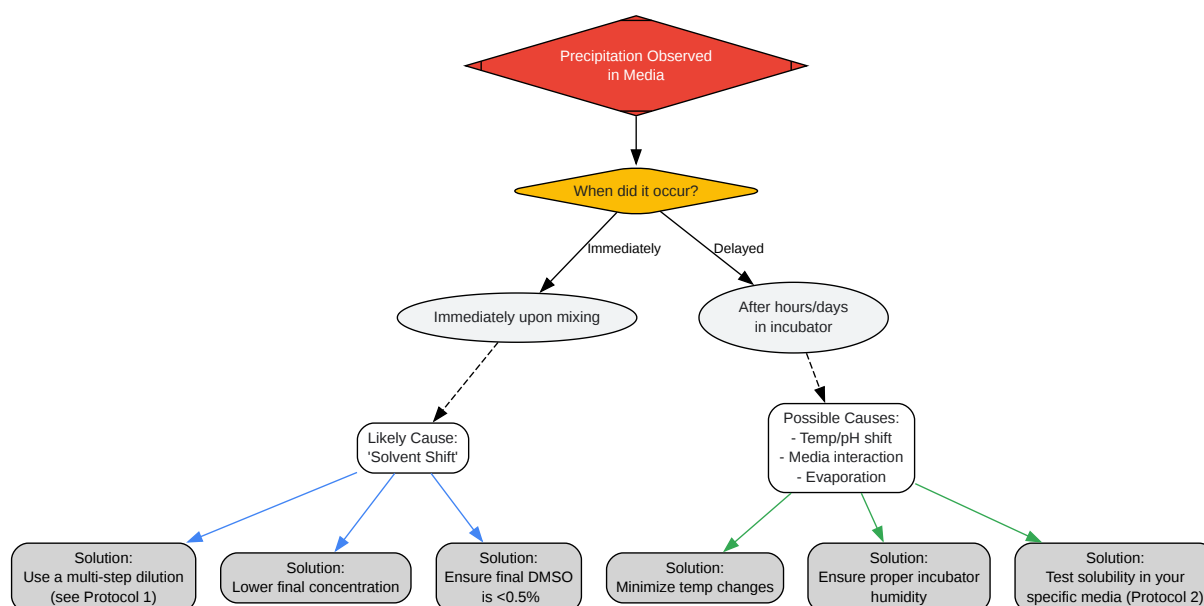 Precipitation Observed
in Media
When did it occur?
Immediately
Delayed
Immediately upon mixing
After hours/days
in incubator
Likely Cause:
'Solvent Shift'
Possible Causes:
- Temp/pH shift
- Media interaction
- Evaporation
Solution:
Use a multi-step dilution
(see Protocol 1)
Solution:
Lower final concentration
Solution:
Ensure final DMSO
is <0.5%
Solution:
Minimize temp changes
Solution:
Ensure proper incubator
humidity
Solution:
Test solubility in your
specific media (Protocol 2)